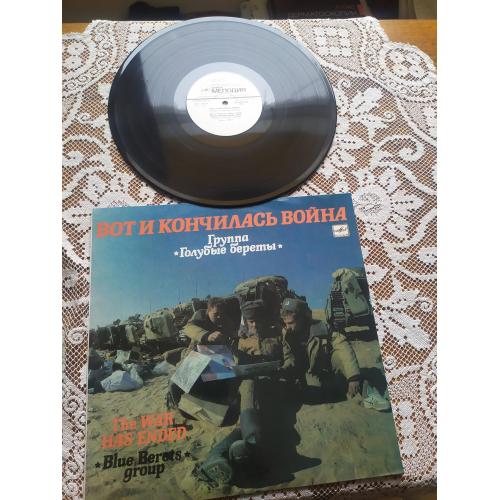 МЕЛОДИЯ
ВОТ И КОНЧИЛАСЬ ВОЙНА
Группа
★Голубые береты★
The WAR
HAS ENDED
★Blue Berets★
group